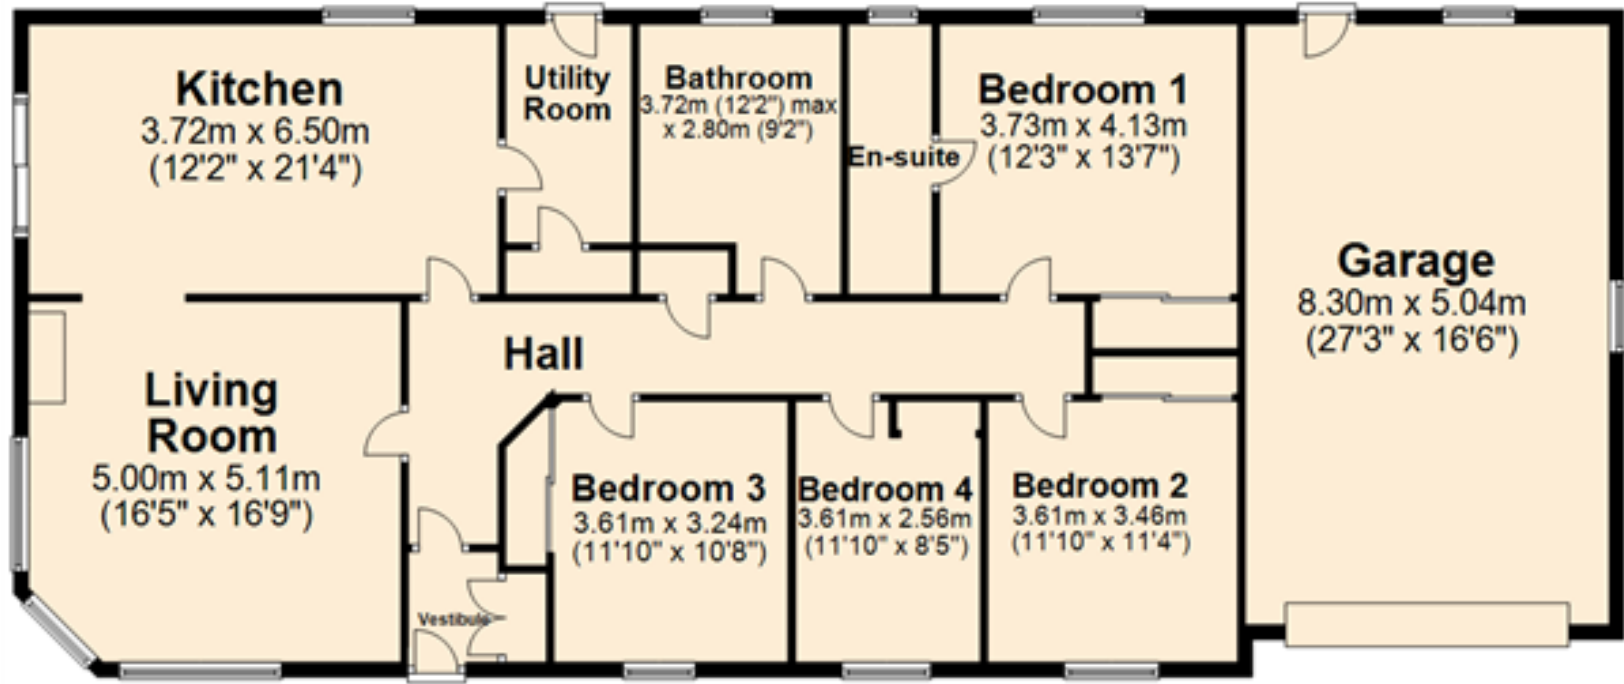 Kitchen
3.72m x 6.50m
(12'2" x 21'4")
Utility
Room
Bathroom
3.72m (12'2") max
x 2.80m (9'2")
En-suite
Bedroom 1
3.73m x 4.13m
(12'3" x 13'7")
Garage
8.30m x 5.04m
(27'3" x 16'6")
Hall
Living
Room
5.00m x 5.11m
(16'5" x 16'9")
Bedroom 3
3.61m x 3.24m
(11'10" x 10'8")
Bedroom 4
3.61m x 2.56m
(11'10" x 8'5")
Bedroom 2
3.61m x 3.46m
(11'10" x 11'4")
Vestibule